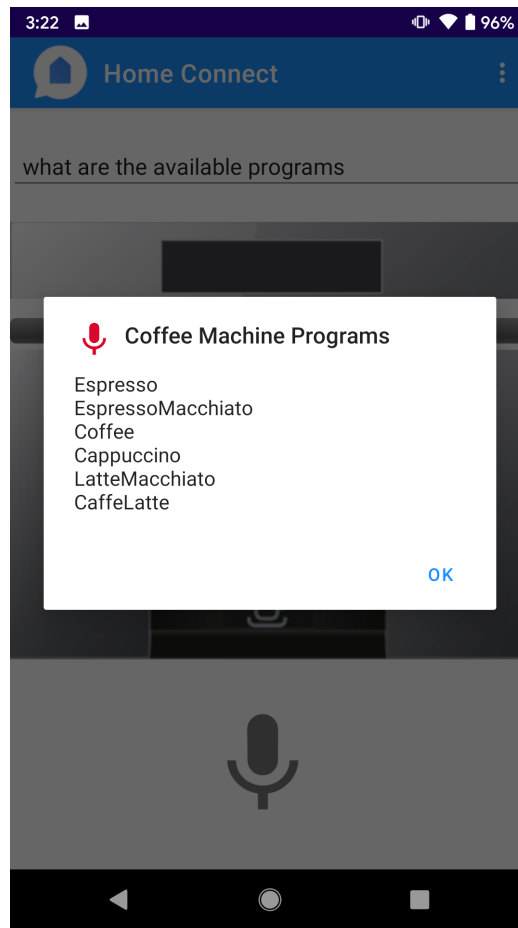 3:22
96%
Home Connect
what are the available programs
Coffee Machine Programs
Espresso
EspressoMacchiato
Coffee
Cappuccino
LatteMacchiato
CaffeLatte
OK